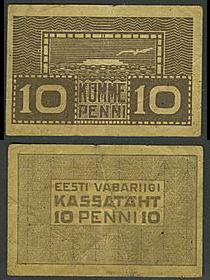 10 KÜMME PENNI 10
EESTI VABARIIGI
KASSATÄHT
10 PENNI 10